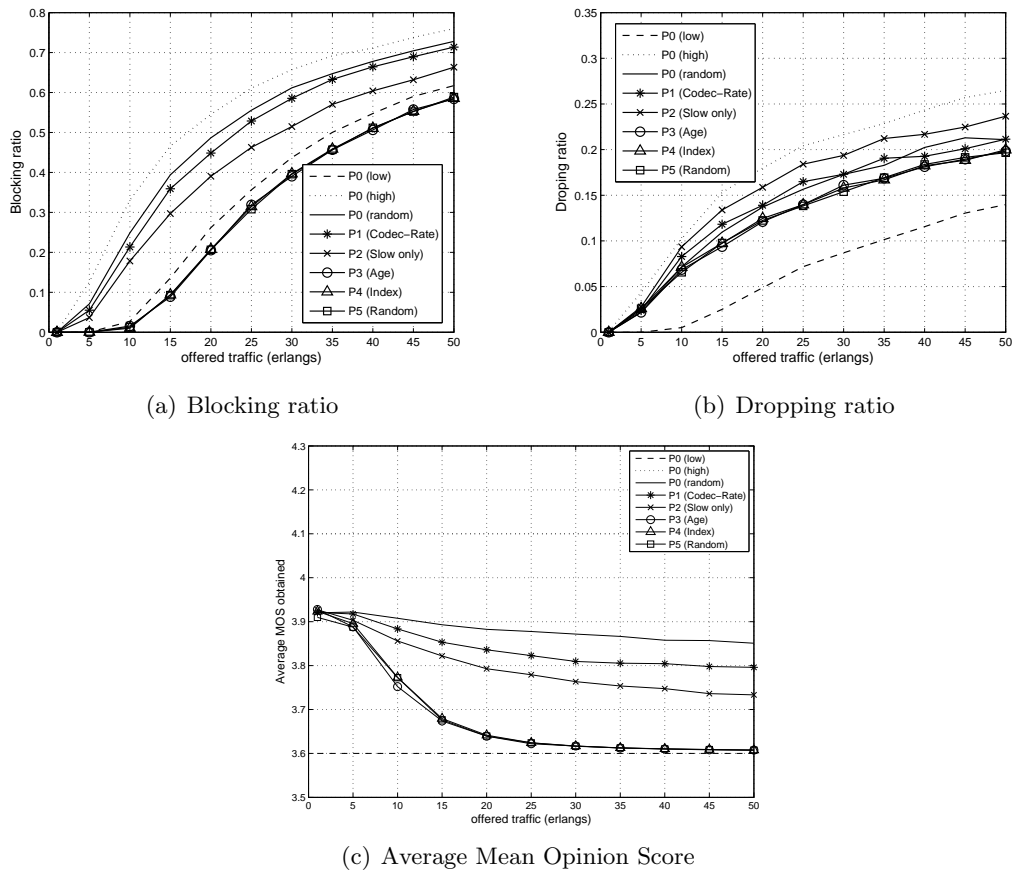 0.8
0.7
0.6
0.5
0.4
0.3
0.2
0.1
0
Blocking ratio
0 5 10 15 20 25 30 35 40 45 50
offered traffic (erlangs)
P0 (low)
P0 (high)
P0 (random)
P1 (Codec−Rate)
P2 (Slow only)
P3 (Age)
P4 (Index)
P5 (Random)
(a) Blocking ratio
0.35
0.3
0.25
0.2
0.15
0.1
0.05
0
Droping ratio
0 5 10 15 20 25 30 35 40 45 50
offered traffic (erlangs)
P0 (low)
P0 (high)
P0 (random)
P1 (Codec−Rate)
P2 (Slow only)
P3 (Age)
P4 (Index)
P5 (Random)
(b) Dropping ratio
4.3
4.2
4.1
4
3.9
3.8
3.7
3.6
3.5
Average MOS obtained
0 5 10 15 20 25 30 35 40 45 50
offered traffic (erlangs)
P0 (low)
P0 (high)
P0 (random)
P1 (Codec−Rate)
P2 (Slow only)
P3 (Age)
P4 (Index)
P5 (Random)
(c) Average Mean Opinion Score